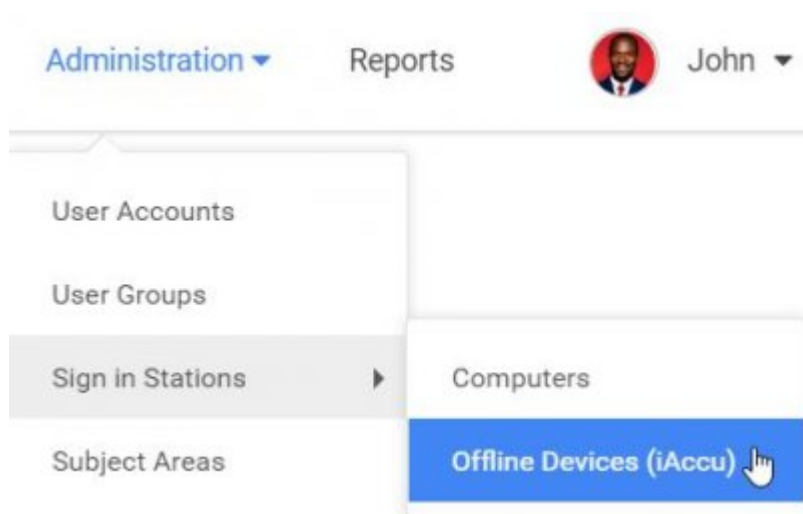 Administration Reports John
User Accounts
User Groups
Sign in Stations
Computers
Subject Areas
Offline Devices (iAccu)